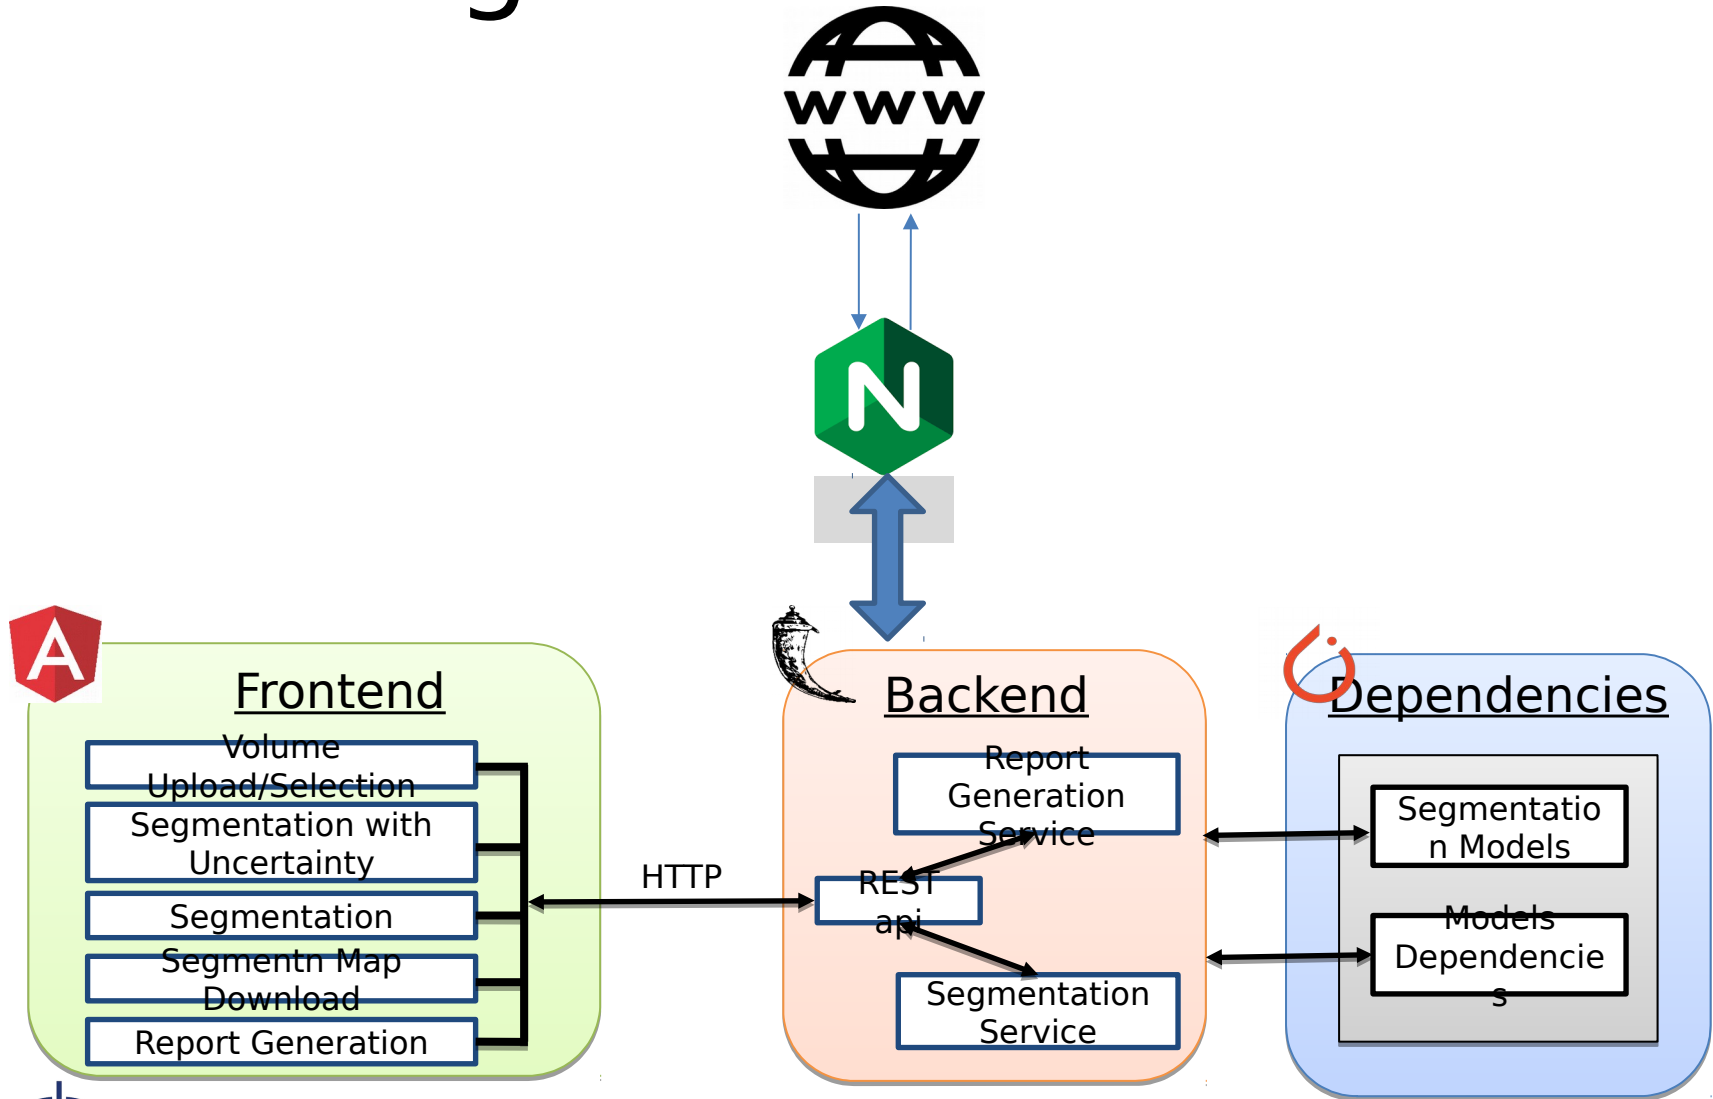 g
www
N
A
Frontend
Volume
Upload/Selection
Segmentation with
Uncertainty
Segmentation
Segmentn Map
Download
Report Generation
HTTP
Backend
Report
Generation
Service
REST
api
Segmentation
Service
Dependencies
Segmentatio
n Models
Models
Dependencie
s